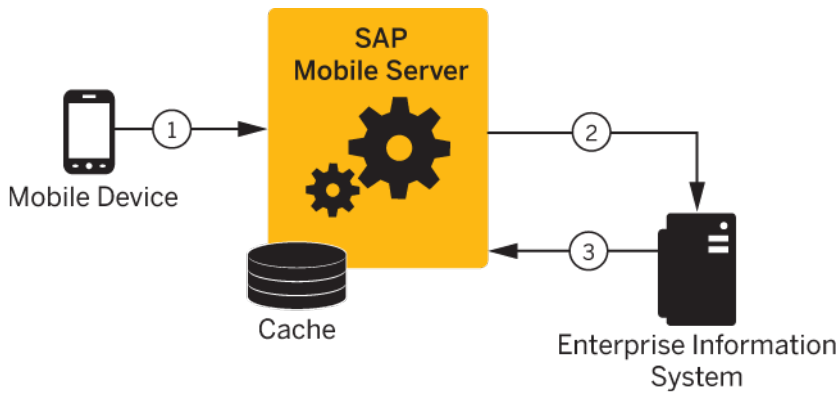 SAP
Mobile Server
1
2
Mobile Device
3
Cache
Enterprise Information
System